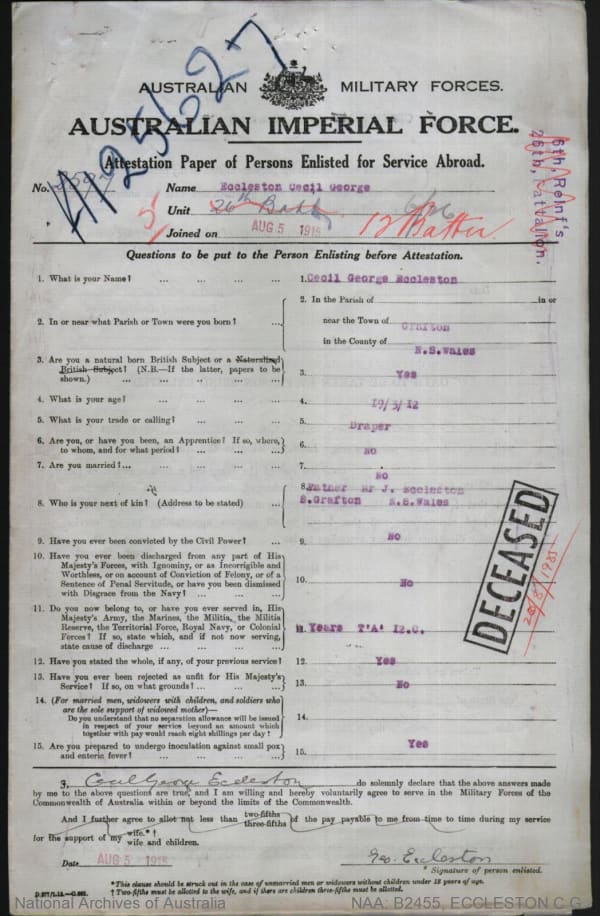 A/25627
AUSTRALIAN MILITARY FORCES.
AUSTRALIAN IMPERIAL FORCE.
Attestation Paper of Persons Enlisted for Service Abroad.
6th, Reinf's
26th, Battalion.
No. Name Eccleston Cecil George
Unit 26th Battn.
12 Batter
Joined on AUG 5 1915
Questions to be put to the Person Enlisting before Attestation.
1. What is your Name? ... ... ... ... 1. Cecil George Eccleston
2. In or near what Parish or Town were you born? ... 2. In the Parish of in or
near the Town of Grafton
in the County of N.S.Wales
3. Are you a natural born British Subject or a Naturalized British Subject? (N.B.—If the latter, papers to be shown.) ... ... ... ... 3. Yes
4. What is your age? ... ... ... ... 4. 19/3/12
5. What is your trade or calling? ... ... ... 5. Draper
6. Are you, or have you been, an Apprentice? If so, where, to whom, and for what period? ... ... ... 6. No
7. Are you married? ... ... ... ... ... 7. No
8. Who is your next of kin? (Address to be stated) ... 8. Father Mr J. Eccleston
S.Grafton N.S.Wales
9. Have you ever been convicted by the Civil Power? ... 9. No
10. Have you ever been discharged from any part of His Majesty's Forces, with Ignominy, or as Incorrigible and Worthless, or on account of Conviction of Felony, or of a Sentence of Penal Servitude, or have you been dismissed with Disgrace from the Navy? ... ... ... 10. No
DECEASED
11. Do you now belong to, or have you ever served in, His Majesty's Army, the Marines, the Militia, the Militia Reserve, the Territorial Force, Royal Navy, or Colonial Forces? If so, state which, and if not now serving, state cause of discharge ... ... ... ... 11. Years
12. Have you stated the whole, if any, of your previous service? 12. Yes
13. Have you ever been rejected as unfit for His Majesty's Service? If so, on what grounds? ... ... ... 13. No
14. (For married men, widowers with children, and soldiers who are the sole support of widowed mother)—
Do you understand that no separation allowance will be issued in respect of your service beyond an amount which together with pay would reach eight shillings per day? 14.
15. Are you prepared to undergo inoculation against small pox and enteric fever? ... ... ... ... 15. Yes
I, Cecil George Eccleston do solemnly declare that the above answers made
by me to the above questions are true, and I am willing and hereby voluntarily agree to serve in the Military Forces of the
Commonwealth of Australia within or beyond the limits of the Commonwealth.
And I further agree to allot not less than two-fifths three-fifths of the pay payable to me from time to time during my service
for the support of my wife.*† wife and children.
Date AUG 5 1915 Geo. Eccleston
Signature of person enlisted.
*This clause should be struck out in the case of unmarried men or widowers without children under 18 years of age.
†Two-fifths must be allotted to the wife, and if there are children three-fifths must be allotted.
National Archives of Australia NAA: B2455, ECCLESTON C G